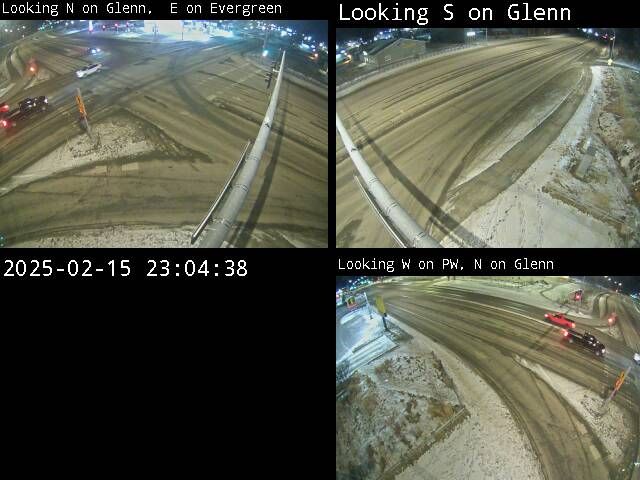 Looking N on Glenn,  E on Evergreen
Looking S on Glenn
2025-02-15 23:04:38
Looking W on PW, N on Glenn